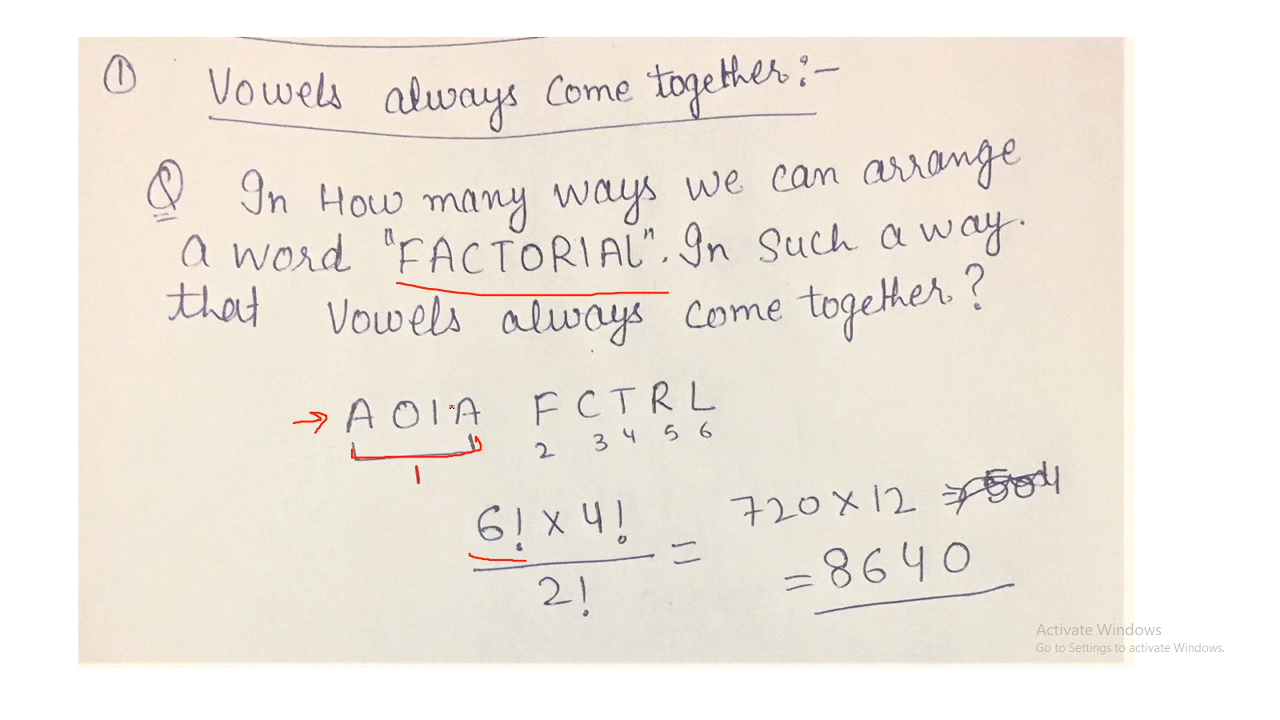 ① Vowels always come together:-
Q In How many ways we can arrange
a word "FACTORIAL". In Such a way.
that Vowels always come together?
→ A O I A F C T R L
1 2 3 4 5 6
6! × 4! = 720 × 12
2!
= 8640
Activate Windows
Go to Settings to activate Windows.